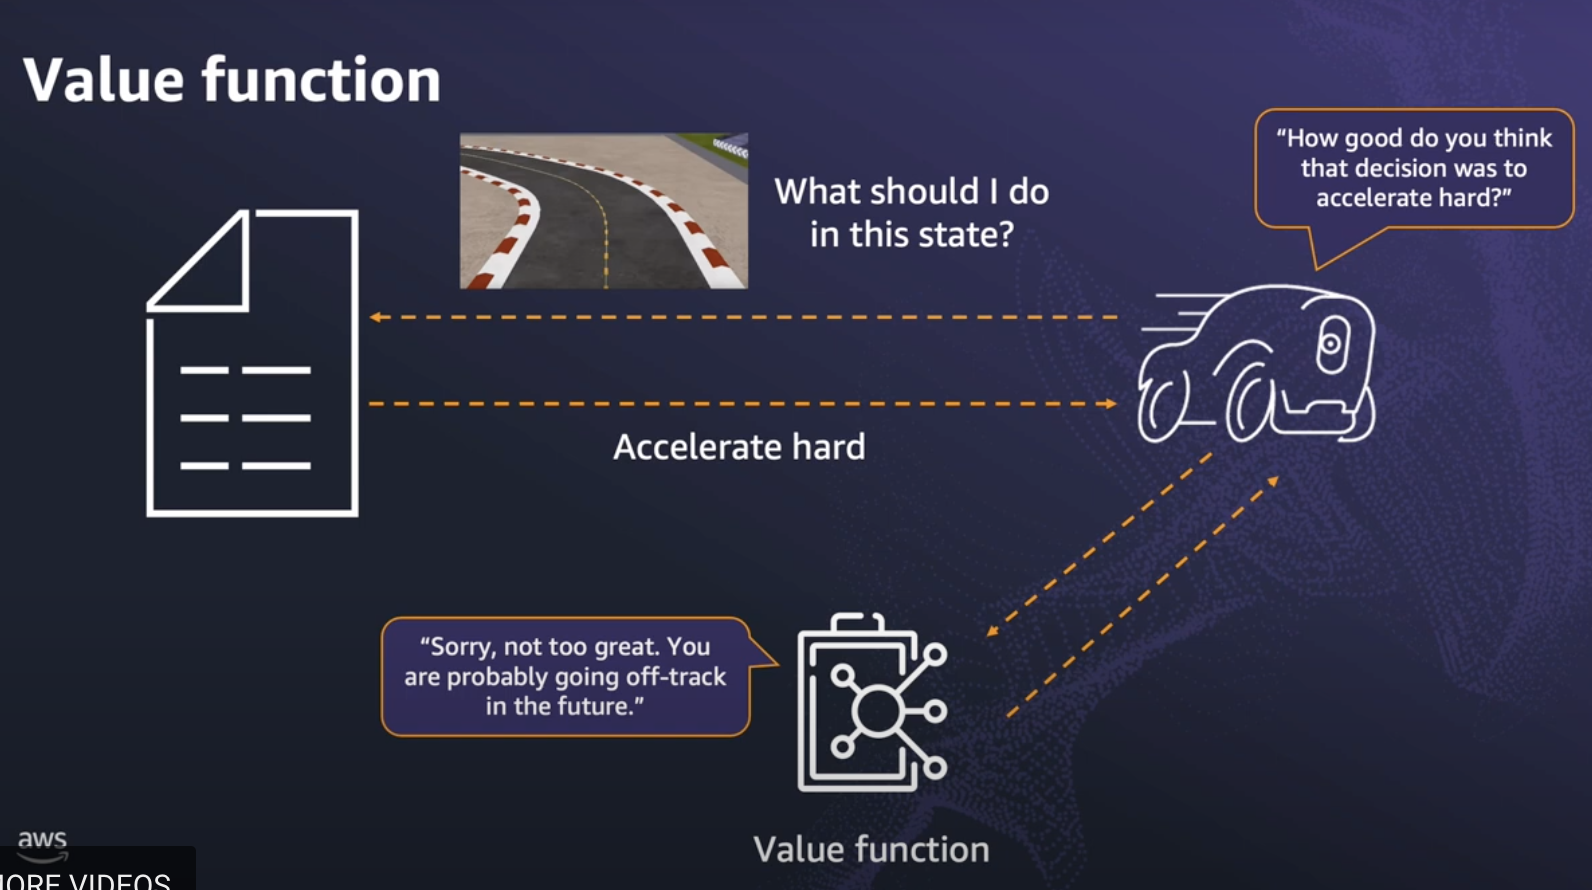 Value function
What should I do
in this state?
“How good do you think
that decision was to
accelerate hard?”
Accelerate hard
“Sorry, not too great. You
are probably going off-track
in the future.”
Value function
aws
MORE VIDEOS